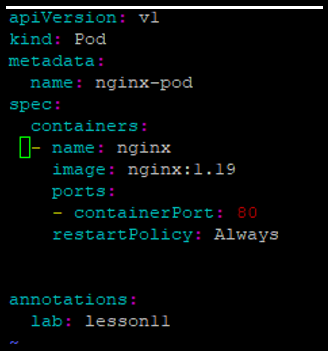 apiVersion: v1
kind: Pod
metadata:
  name: nginx-pod
spec:
  containers:
  - name: nginx
    image: nginx:1.19
    ports:
    - containerPort: 80
    restartPolicy: Always
annotations:
  lab: lesson11
~